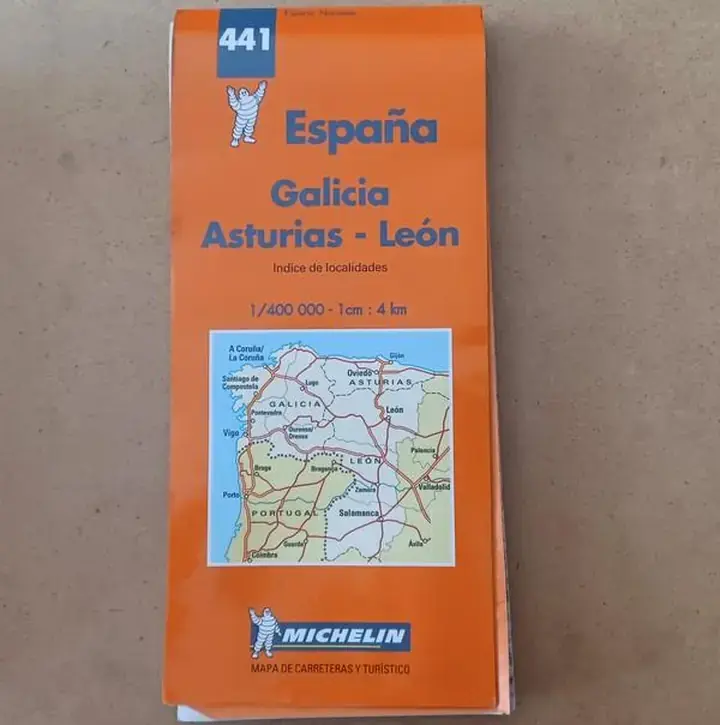 441
España
Galicia
Asturias - León
Indice de localidades
1/400 000 - 1cm : 4 km
A Coruña/
La Coruña
Gijón
Oviedo
Santiago de
Compostela
Lugo
ASTURIAS
GALICIA
Pontevedra
León
Vigo
Ourense/
Orense
Palencia
LEÓN
Braga
Bragança
Zamora
Valladolid
Porto
PORTUGAL
Salamanca
Guarda
Ávila
Coimbra
MICHELIN
MAPA DE CARRETERAS Y TURÍSTICO